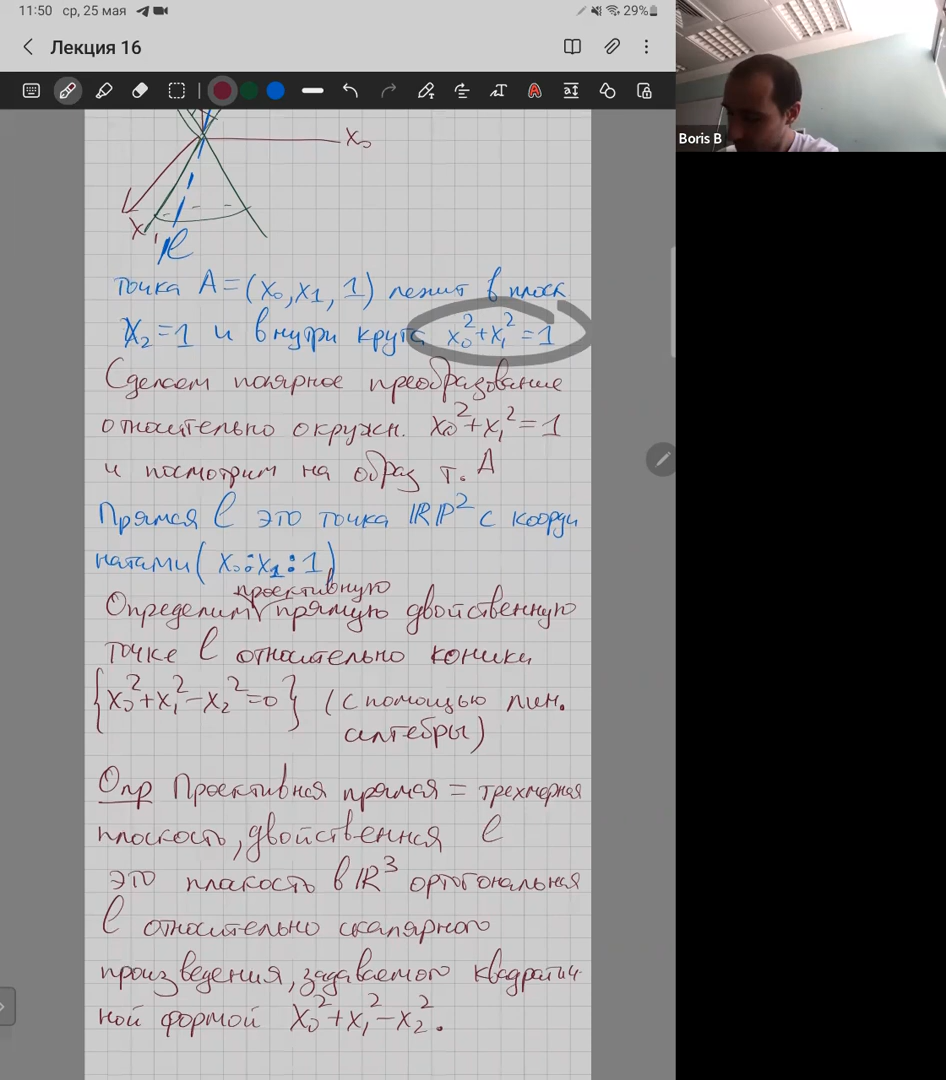 11:50 ср, 25 мая
29%
Лекция 16
Boris B
X₀
X₁
l
точка A=(x₀,x₁,1) лежит в плоск
X₂=1 и внутри круга x₀²+x₁²=1
Сделаем полярное преобразование
относительно окружн. x₀²+x₁²=1
и посмотрим на образ т. A
Прямая l это точка ℝP² с коорди
натами (x₀:x₁:1)
проективную
Определим прямую двойственную
точке l относительно коники
{x₀²+x₁²-x₂²=0} (с помощью лин.
алгебры)
Опр Проективная прямая = трехмерная
плоскость, двойственная l
это плоскость в ℝ³ ортогональная
l относительно скалярного
произведения, задаваемого квадратич
ной формой x₀²+x₁²-x₂².